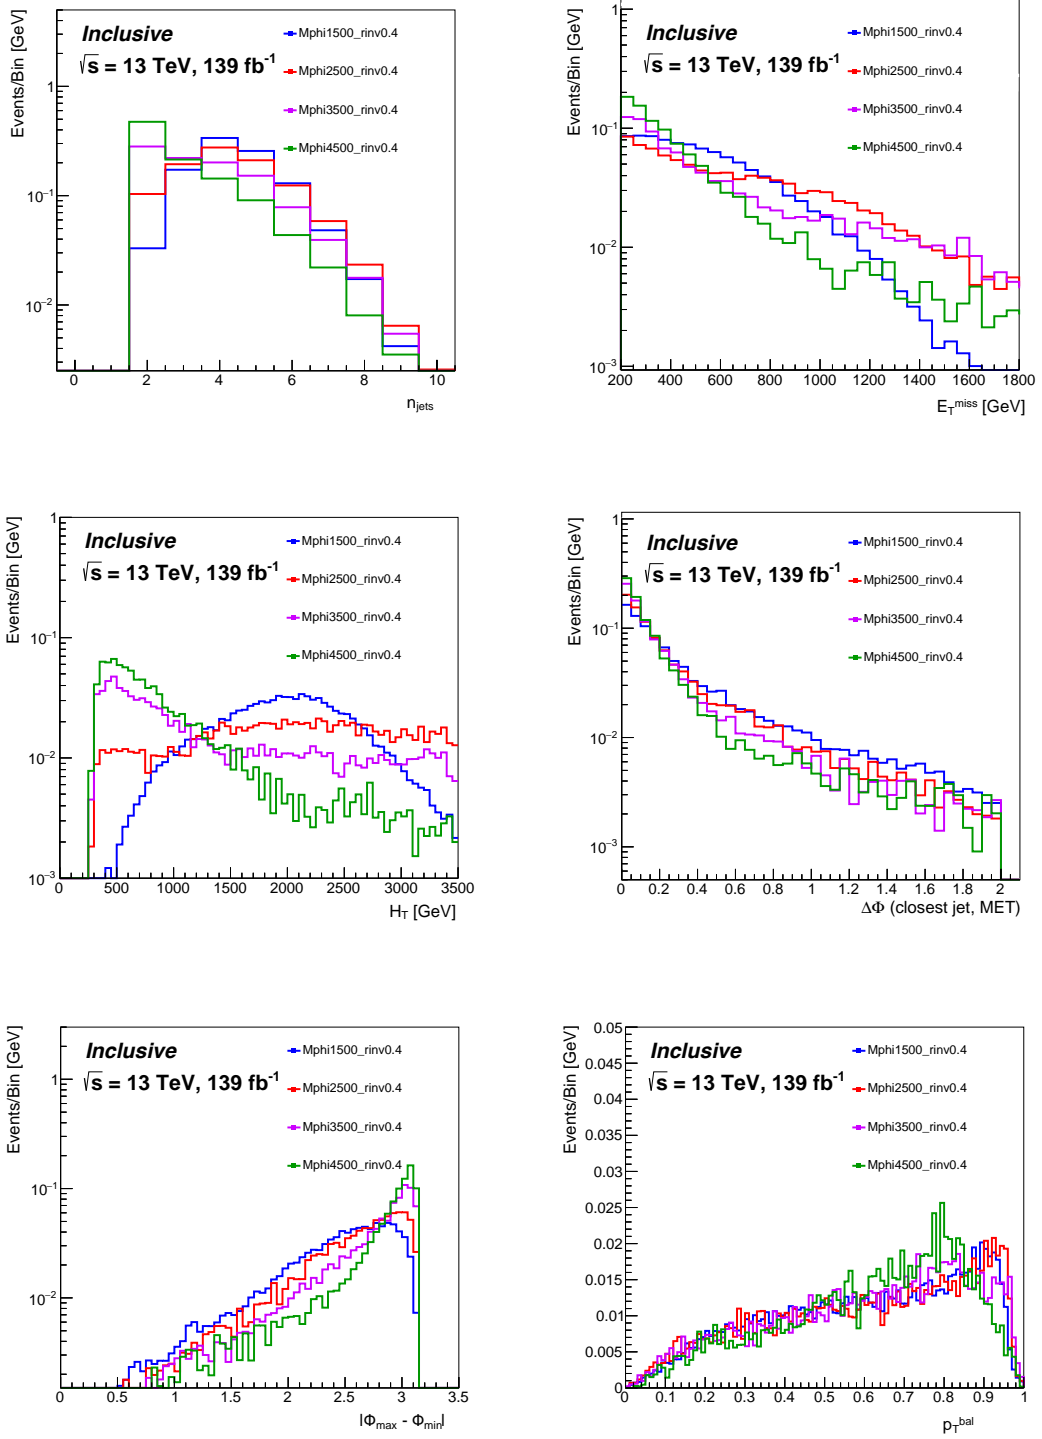 Events/Bin [GeV]
Inclusive
√s = 13 TeV, 139 fb-1
Mphi1500_rinv0.4
Mphi2500_rinv0.4
Mphi3500_rinv0.4
Mphi4500_rinv0.4
1
10−1
10−2
0 2 4 6 8 10
njets
Events/Bin [GeV]
Inclusive
√s = 13 TeV, 139 fb-1
Mphi1500_rinv0.4
Mphi2500_rinv0.4
Mphi3500_rinv0.4
Mphi4500_rinv0.4
1
10−1
10−2
10−3
200 400 600 800 1000 1200 1400 1600 1800
ETmiss [GeV]
Events/Bin [GeV]
Inclusive
√s = 13 TeV, 139 fb-1
Mphi1500_rinv0.4
Mphi2500_rinv0.4
Mphi3500_rinv0.4
Mphi4500_rinv0.4
1
10−1
10−2
10−3
0 500 1000 1500 2000 2500 3000 3500
HT [GeV]
Events/Bin [GeV]
Inclusive
√s = 13 TeV, 139 fb-1
Mphi1500_rinv0.4
Mphi2500_rinv0.4
Mphi3500_rinv0.4
Mphi4500_rinv0.4
1
10−1
10−2
10−3
0 0.2 0.4 0.6 0.8 1 1.2 1.4 1.6 1.8 2
ΔΦ (closest jet, MET)
Events/Bin [GeV]
Inclusive
√s = 13 TeV, 139 fb-1
Mphi1500_rinv0.4
Mphi2500_rinv0.4
Mphi3500_rinv0.4
Mphi4500_rinv0.4
1
10−1
10−2
0 0.5 1 1.5 2 2.5 3 3.5
|Φmax - Φmin|
Events/Bin [GeV]
Inclusive
√s = 13 TeV, 139 fb-1
Mphi1500_rinv0.4
Mphi2500_rinv0.4
Mphi3500_rinv0.4
Mphi4500_rinv0.4
0.05
0.045
0.04
0.035
0.03
0.025
0.02
0.015
0.01
0.005
0
0 0.1 0.2 0.3 0.4 0.5 0.6 0.7 0.8 0.9 1
pTbal